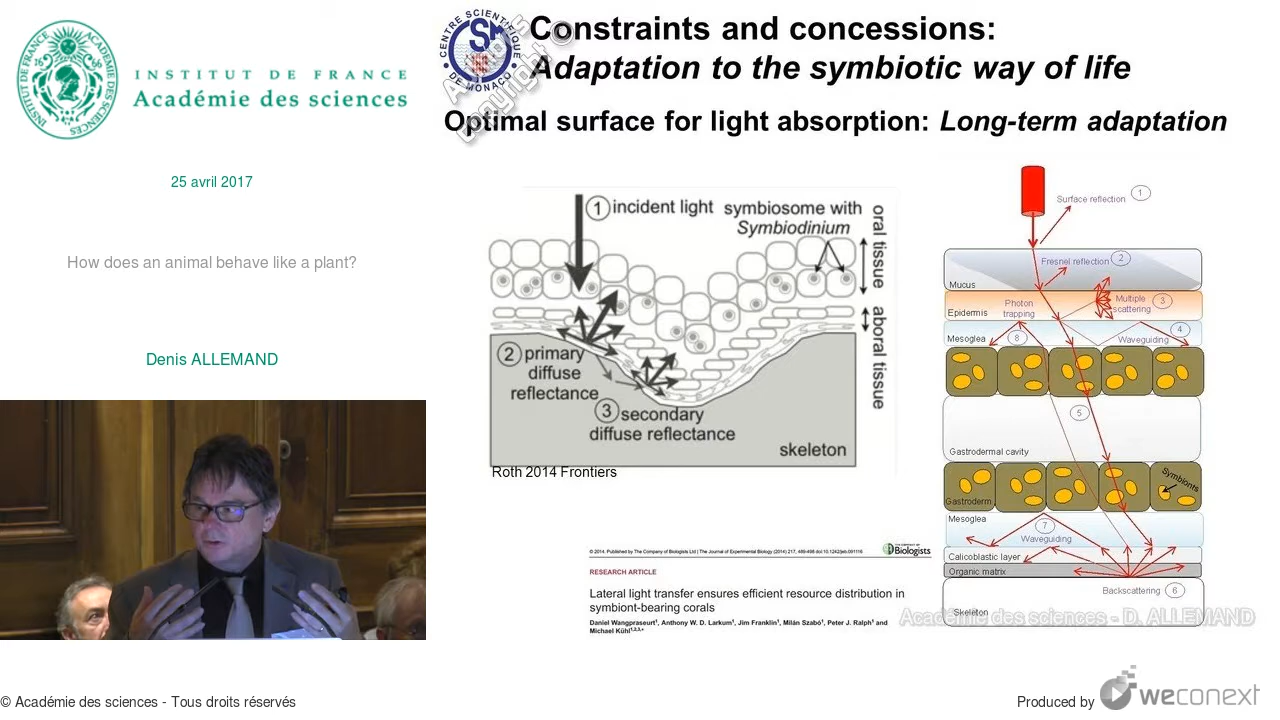 INSTITUT DE FRANCE
Académie des sciences
25 avril 2017
How does an animal behave like a plant?
Denis ALLEMAND
© Académie des sciences - Tous droits réservés
CENTRE SCIENTIFIQUE
DE MONACO
Constraints and concessions:
Adaptation to the symbiotic way of life
Optimal surface for light absorption: Long-term adaptation
1 incident light
symbiosome with
Symbiodinium
oral tissue
aboral tissue
2 primary
diffuse
reflectance
3 secondary
diffuse reflectance
skeleton
Roth 2014 Frontiers
© 2014. Published by The Company of Biologists Ltd | The Journal of Experimental Biology (2014) 217, 489-498 doi:10.1242/jeb.091116
Biologists
RESEARCH ARTICLE
Lateral light transfer ensures efficient resource distribution in
symbiont-bearing corals
Daniel Wangpraseurt1, Anthony W. D. Larkum1, Jim Franklin1, Milán Szabó1, Peter J. Ralph1 and
Michael Kühl1,2,3,*
Surface reflection 1
Fresnel reflection 2
Mucus
Multiple
scattering 3
Photon
trapping
Epidermis
4
Mesoglea
8
Waveguiding
5
Gastrodermal cavity
Symbionts
Gastroderm
Mesoglea
7
Waveguiding
Calicoblastic layer
Organic matrix
Backscattering 6
Skeleton
Académie des sciences - D. ALLEMAND
Produced by weconext